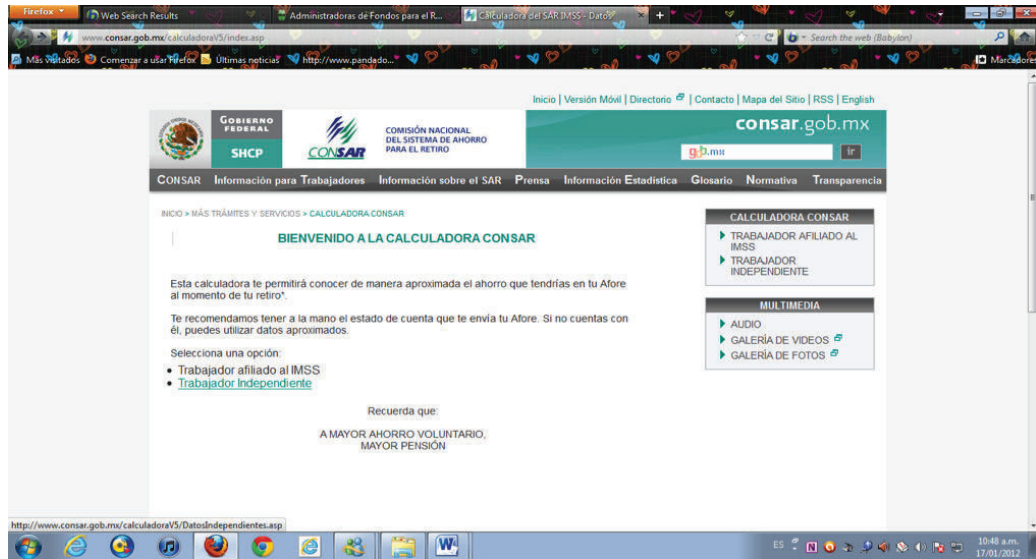 Firefox
Web Search Results
Administradoras de Fondos para el R...
Calculadora del SAR IMSS - Datos
www.consar.gob.mx/calculadoraV5/index.asp
Search the web (Babylon)
Más visitados
Comenzar a usar Firefox
Últimas noticias
http://www.pandado...
Marcadores
Inicio | Versión Móvil | Directorio | Contacto | Mapa del Sitio | RSS | English
GOBIERNO
FEDERAL
SHCP
CONSAR
COMISIÓN NACIONAL
DEL SISTEMA DE AHORRO
PARA EL RETIRO
consar.gob.mx
gob.mx
ir
CONSAR Información para Trabajadores Información sobre el SAR Prensa Información Estadística Glosario Normativa Transparencia
INICIO > MÁS TRÁMITES Y SERVICIOS > CALCULADORA CONSAR
BIENVENIDO A LA CALCULADORA CONSAR
Esta calculadora te permitirá conocer de manera aproximada el ahorro que tendrías en tu Afore
al momento de tu retiro*.
Te recomendamos tener a la mano el estado de cuenta que te envía tu Afore. Si no cuentas con
él, puedes utilizar datos aproximados.
Selecciona una opción:
• Trabajador afiliado al IMSS
• Trabajador Independiente
Recuerda que:
A MAYOR AHORRO VOLUNTARIO,
MAYOR PENSIÓN
CALCULADORA CONSAR
TRABAJADOR AFILIADO AL
IMSS
TRABAJADOR
INDEPENDIENTE
MULTIMEDIA
AUDIO
GALERÍA DE VIDEOS
GALERÍA DE FOTOS
http://www.consar.gob.mx/calculadoraV5/DatosIndependientes.asp
ES
10:48 a.m.
17/01/2012